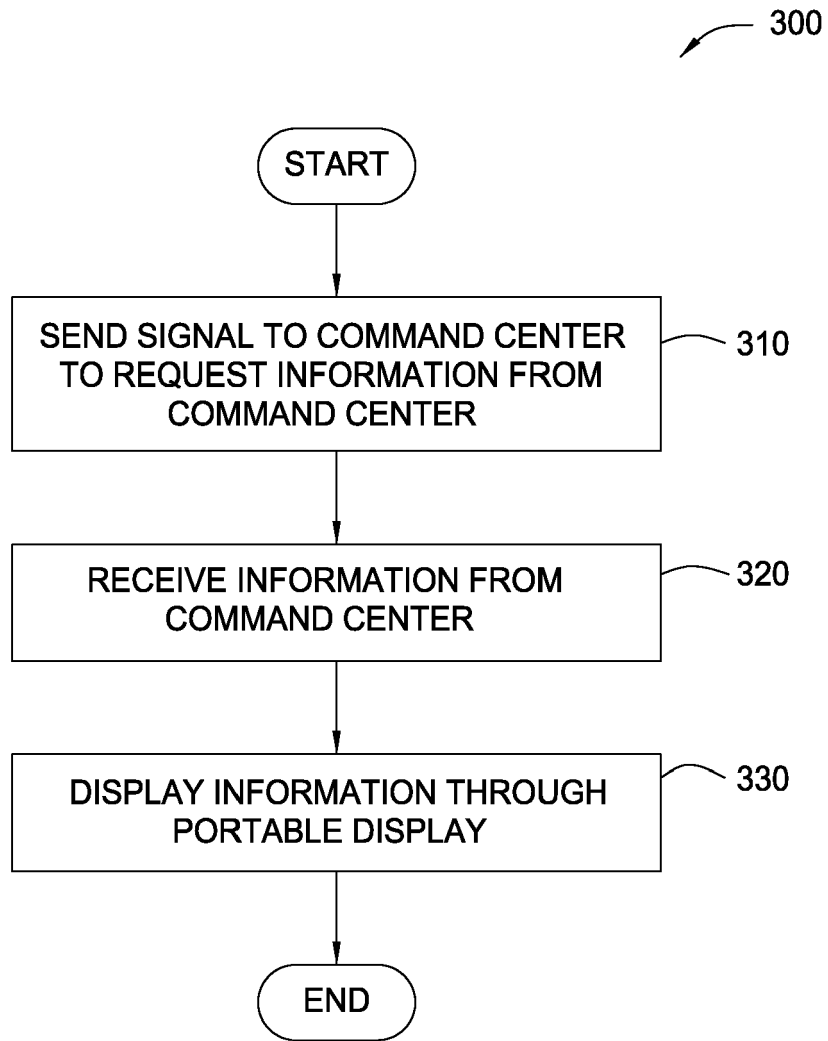 300
START
SEND SIGNAL TO COMMAND CENTER
TO REQUEST INFORMATION FROM
COMMAND CENTER
310
RECEIVE INFORMATION FROM
COMMAND CENTER
320
DISPLAY INFORMATION THROUGH
PORTABLE DISPLAY
330
END